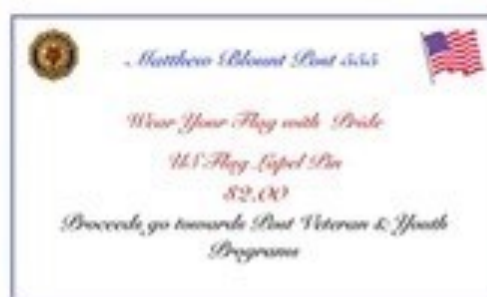 Matthew Blount Post 555
Wear Your Flag with Pride
US Flag Lapel Pin
$2.00
Proceeds go towards Post Veteran & Youth
Programs